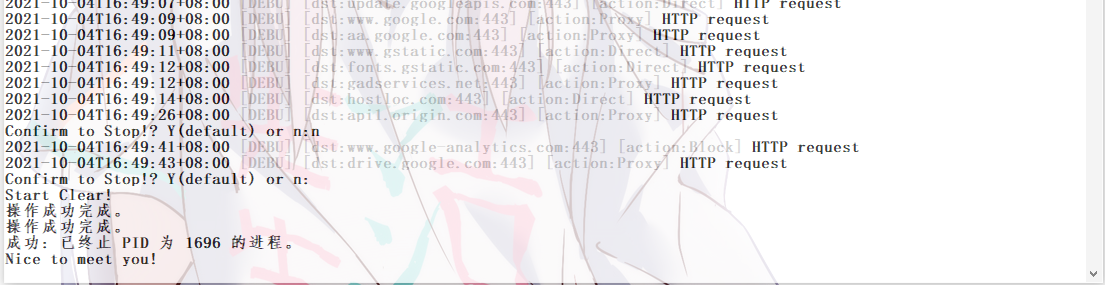 2021-10-04T16:49:07+08:00 [DEBU] [dst:update.googleapis.com:443] [action:Direct] HTTP request
2021-10-04T16:49:09+08:00 [DEBU] [dst:www.google.com:443] [action:Proxy] HTTP request
2021-10-04T16:49:09+08:00 [DEBU] [dst:aa.google.com:443] [action:Proxy] HTTP request
2021-10-04T16:49:11+08:00 [DEBU] [dst:www.gstatic.com:443] [action:Direct] HTTP request
2021-10-04T16:49:12+08:00 [DEBU] [dst:fonts.gstatic.com:443] [action:Direct] HTTP request
2021-10-04T16:49:12+08:00 [DEBU] [dst:gadservices.net:443] [action:Proxy] HTTP request
2021-10-04T16:49:14+08:00 [DEBU] [dst:hostloc.com:443] [action:Direct] HTTP request
2021-10-04T16:49:26+08:00 [DEBU] [dst:api1.origin.com:443] [action:Proxy] HTTP request
Confirm to Stop!? Y(default) or n:n
2021-10-04T16:49:41+08:00 [DEBU] [dst:www.google-analytics.com:443] [action:Block] HTTP request
2021-10-04T16:49:43+08:00 [DEBU] [dst:drive.google.com:443] [action:Proxy] HTTP request
Confirm to Stop!? Y(default) or n:
Start Clear!
操作成功完成。
操作成功完成。
成功: 已终止 PID 为 1696 的进程。
Nice to meet you!